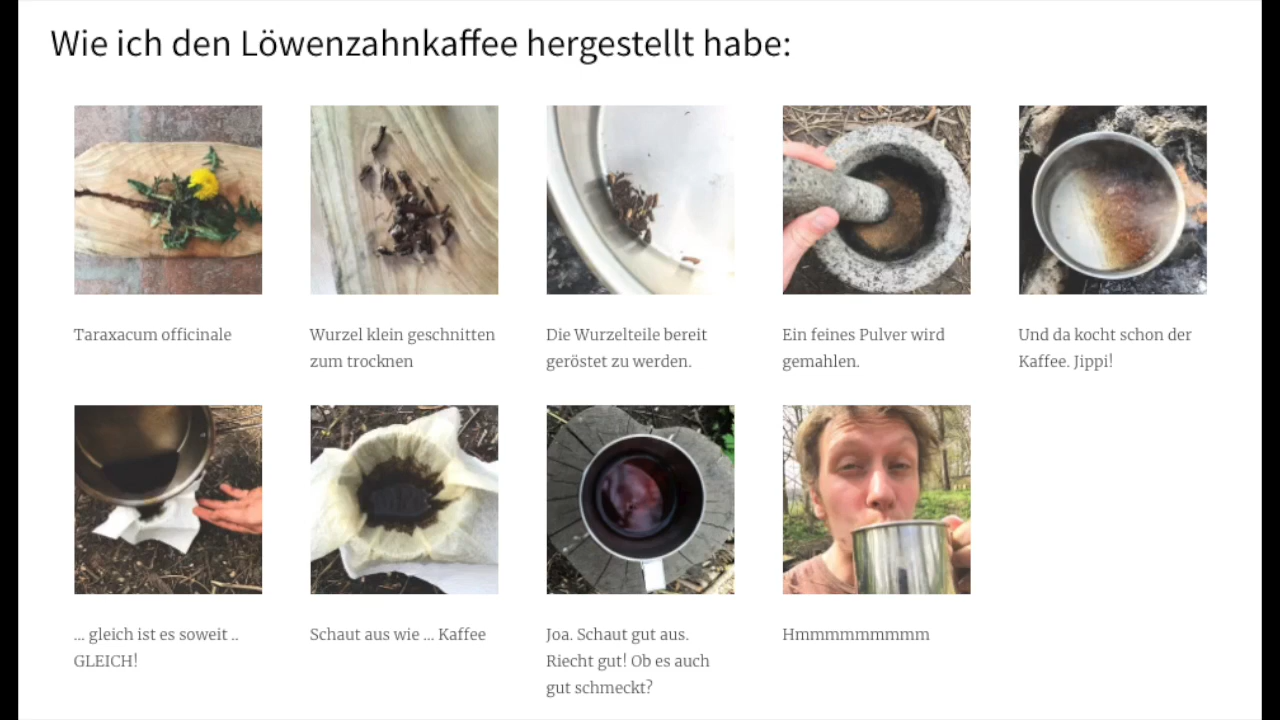 Wie ich den Löwenzahnkaffee hergestellt habe:
Taraxacum officinale
Wurzel klein geschnitten
zum trocknen
Die Wurzelteile bereit
geröstet zu werden.
Ein feines Pulver wird
gemahlen.
Und da kocht schon der
Kaffee. Jippi!
... gleich ist es soweit ..
GLEICH!
Schaut aus wie ... Kaffee
Joa. Schaut gut aus.
Riecht gut! Ob es auch
gut schmeckt?
Hmmmmmmmmm